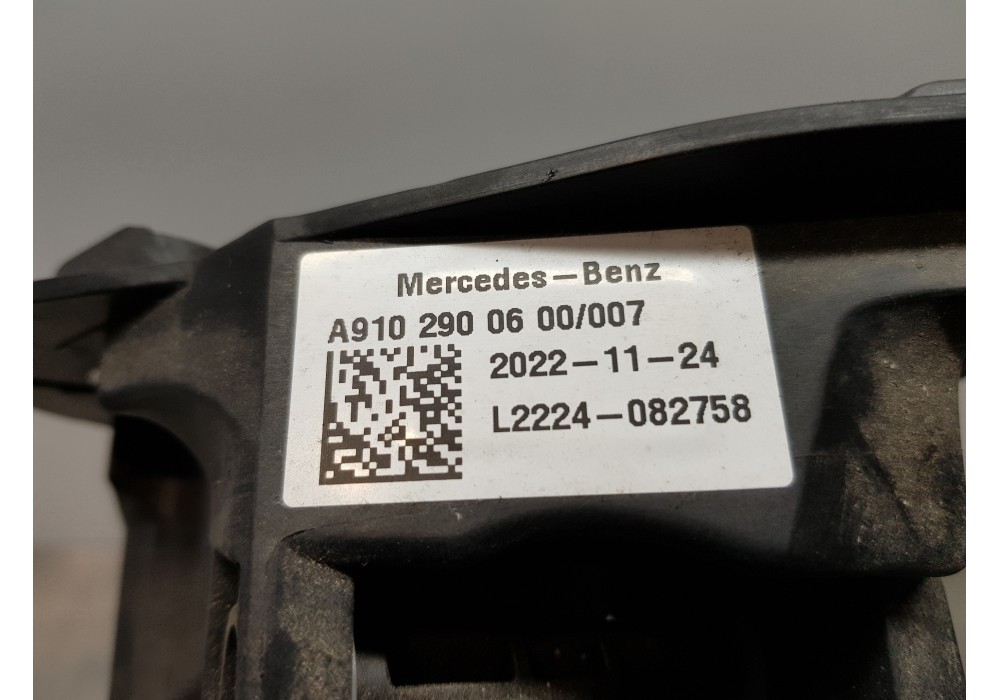 Mercedes-Benz
A910 290 06 00/007
2022-11-24
L2224-082758